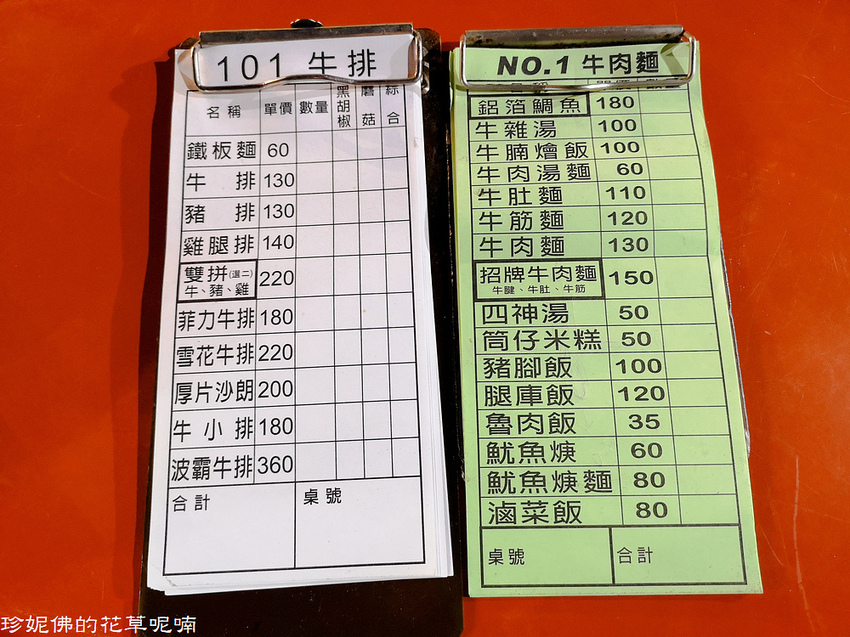 101 牛排
名稱 單價 數量 黑胡椒 蘑菇 綜合
鐵板麵 60
牛排 130
豬排 130
雞腿排 140
雙拼(選二) 220
牛、豬、雞
菲力牛排 180
雪花牛排 220
厚片沙朗 200
牛小排 180
波霸牛排 360
合計 桌號
NO.1 牛肉麵
鋁箔鯛魚 180
牛雜湯 100
牛腩燴飯 100
牛肉湯麵 60
牛肚麵 110
牛筋麵 120
牛肉麵 130
招牌牛肉麵 150
牛腱、牛肚、牛筋
四神湯 50
筒仔米糕 50
豬腳飯 100
腿庫飯 120
魯肉飯 35
魷魚焿 60
魷魚焿麵 80
滷菜飯 80
桌號 合計
珍妮佛的花草呢喃